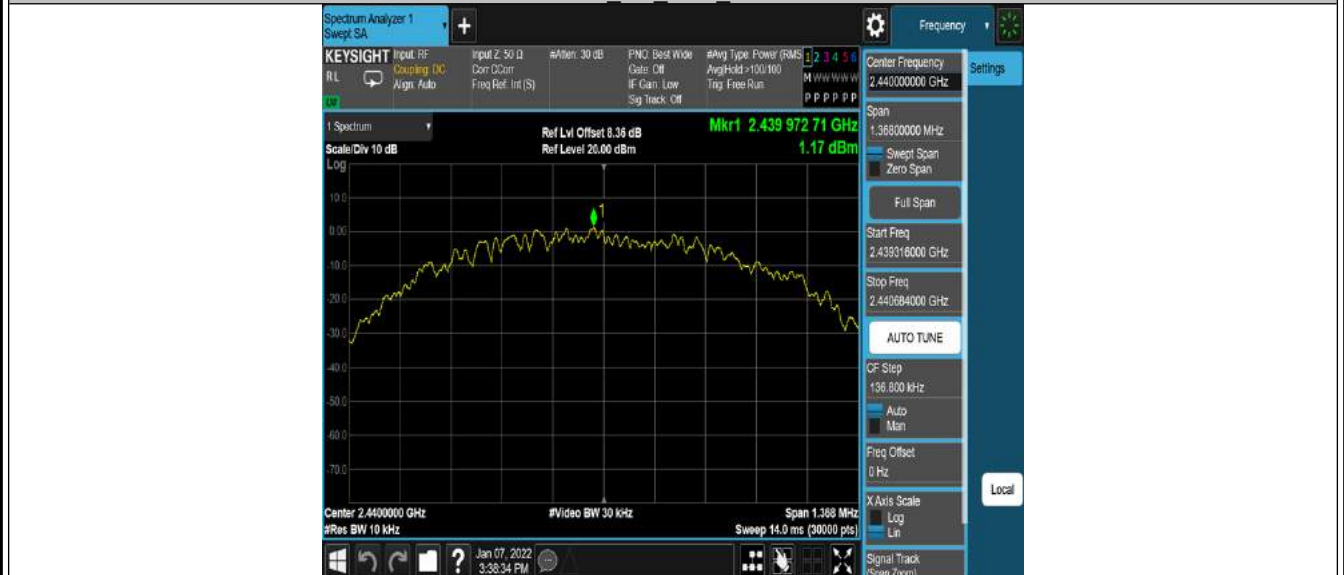 Spectrum Analyzer 1
Swept SA
+
Frequency
KEYSIGHT
RL
Input: RF
Coupling: DC
Align: Auto
Input Z: 50 Ω
Corr CCorr
Freq Ref: Int (S)
#Atten: 30 dB
PNO: Best Wide
Gate: Off
IF Gain: Low
Sig Track: Off
#Avg Type: Power (RMS
Avg|Hold:>100/100
Trig: Free Run
1 2 3 4 5 6
M W W W W W
P P P P P P
Center Frequency
2.440000000 GHz
Settings
1 Spectrum
Scale/Div 10 dB
Ref Lvl Offset 8.36 dB
Ref Level 20.00 dBm
Mkr1 2.439 972 71 GHz
1.17 dBm
Span
1.36800000 MHz
Swept Span
Zero Span
Full Span
Start Freq
2.439316000 GHz
Stop Freq
2.440684000 GHz
AUTO TUNE
CF Step
136.800 kHz
Auto
Man
Freq Offset
0 Hz
X Axis Scale
Log
Lin
Signal Track
(Span Zoom)
Local
Log
10.0
0.00
-10.0
-20.0
-30.0
-40.0
-50.0
-60.0
-70.0
1
Center 2.4400000 GHz
#Res BW 10 kHz
#Video BW 30 kHz
Span 1.368 MHz
Sweep 14.0 ms (30000 pts)
?
Jan 07, 2022
3:38:34 PM